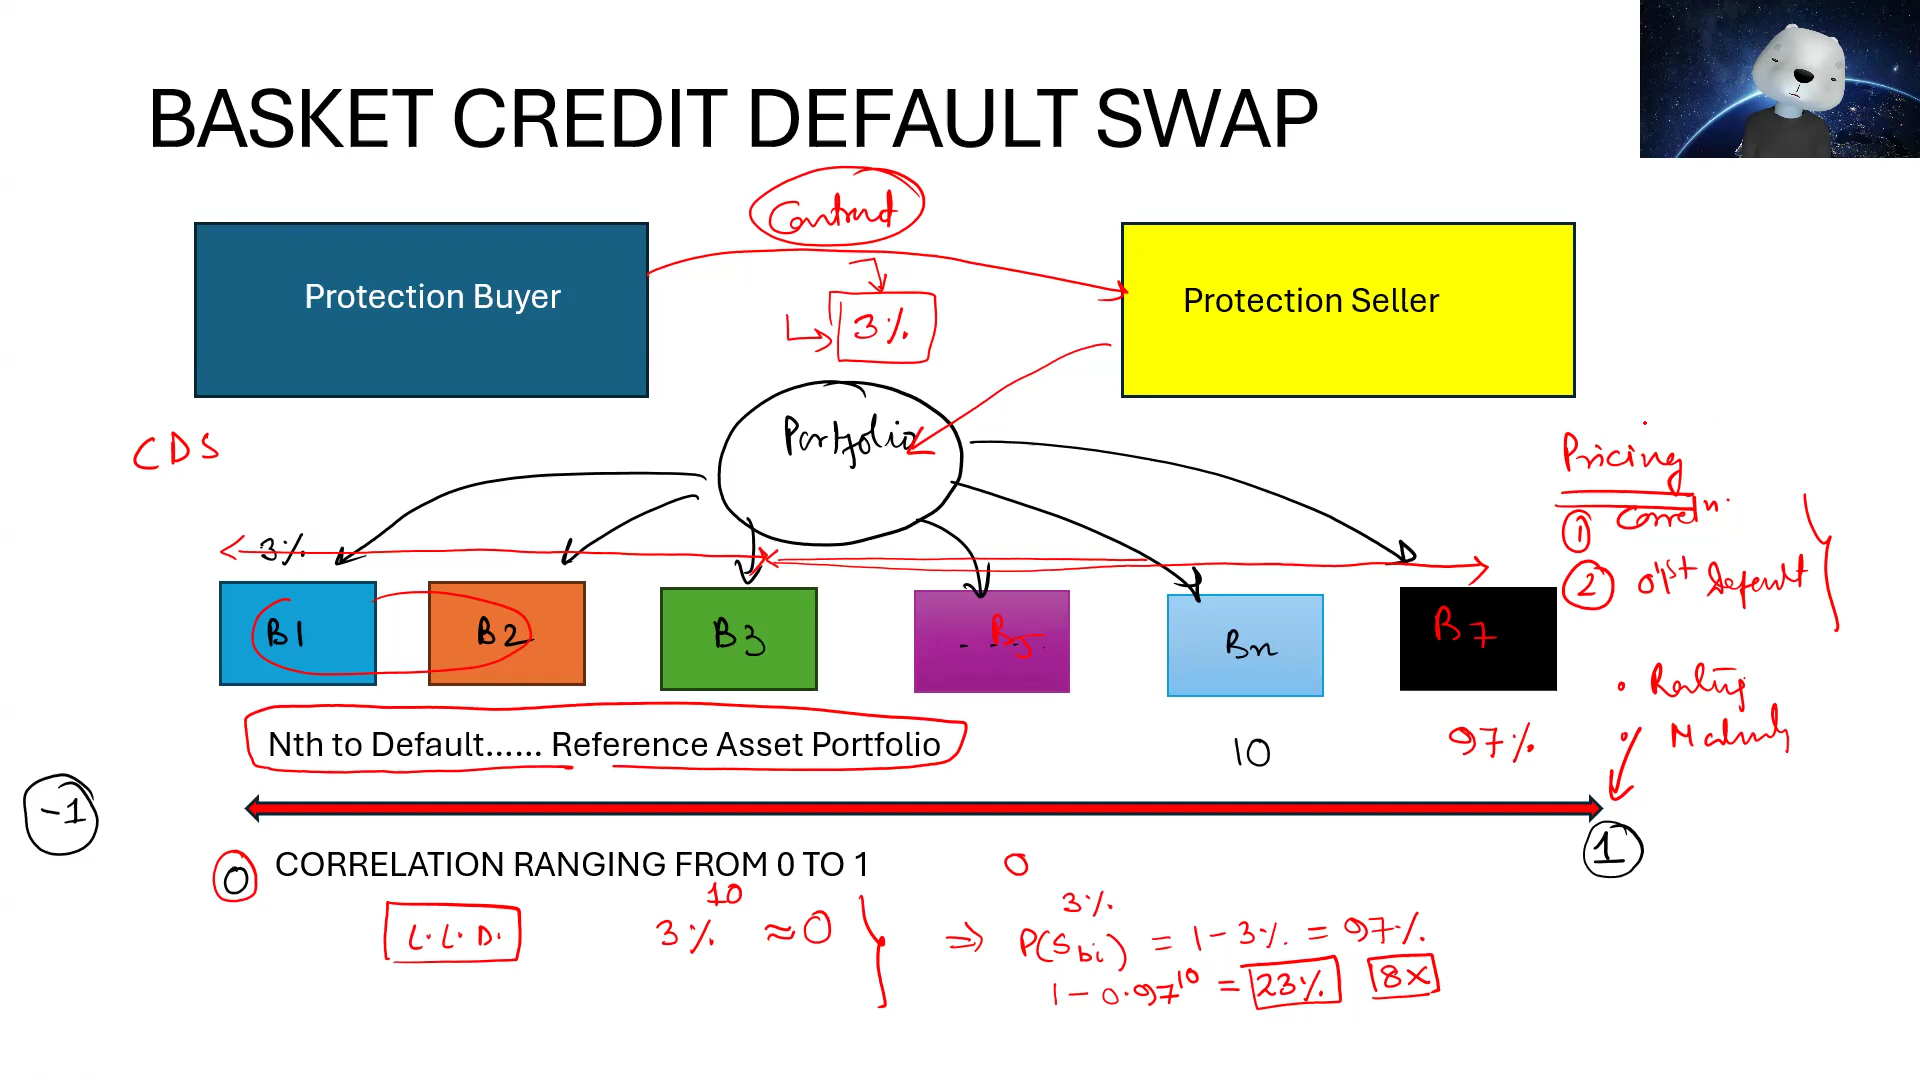 BASKET CREDIT DEFAULT SWAP
Contract
Protection Buyer
Protection Seller
3%
Portfolio
CDS
Pricing
① Correln.
3%
② 0/1st Default
B1
B2
B3
B5
Bn
B7
• Rating
Nth to Default...... Reference Asset Portfolio
10
97%
-1
1
0
CORRELATION RANGING FROM 0 TO 1
0
L.L.D.
3%^10 ≈ 0
3%
⇒ P(Sbi) = 1 - 3% = 97%
1 - 0.97^10 = 23% 8x